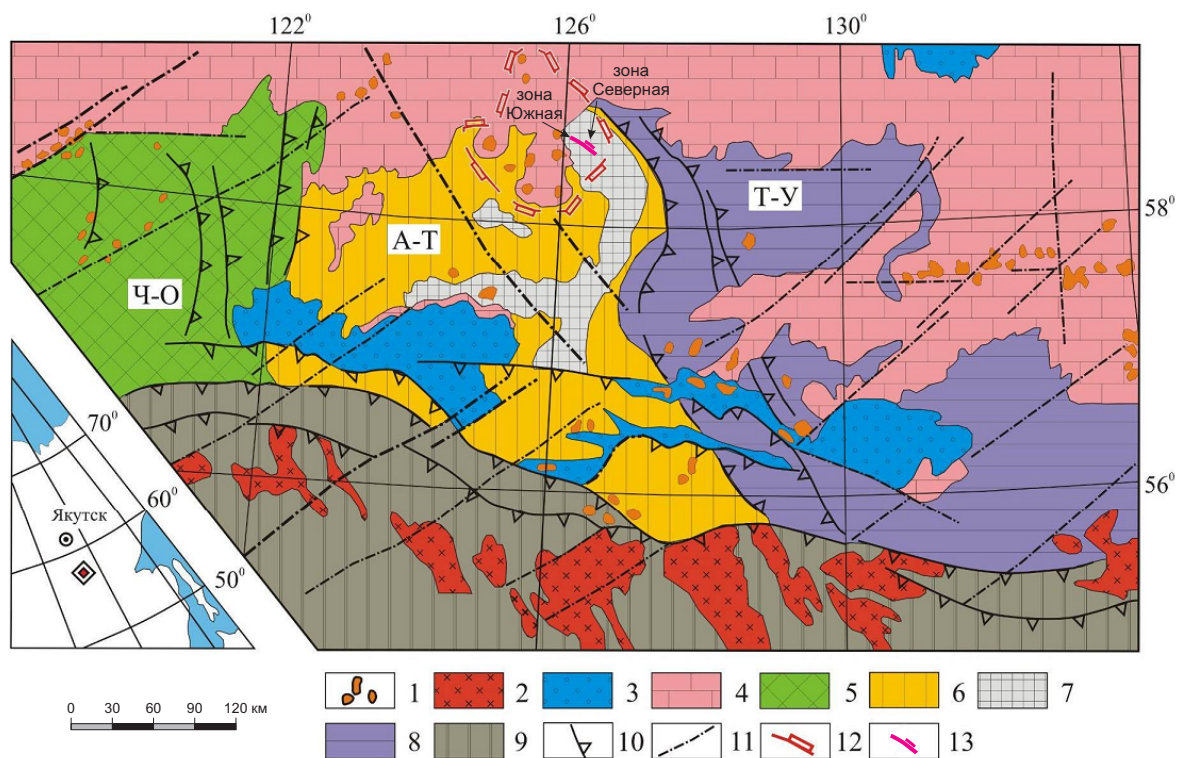 122⁰ 126⁰ 130⁰
зона
Северная
зона
Южная
Т-У
58⁰
А-Т
Ч-О
70⁰
60⁰
56⁰
Якутск
50⁰
1 2 3 4 5 6 7
0 30 60 90 120 км
8 9 10 11 12 13